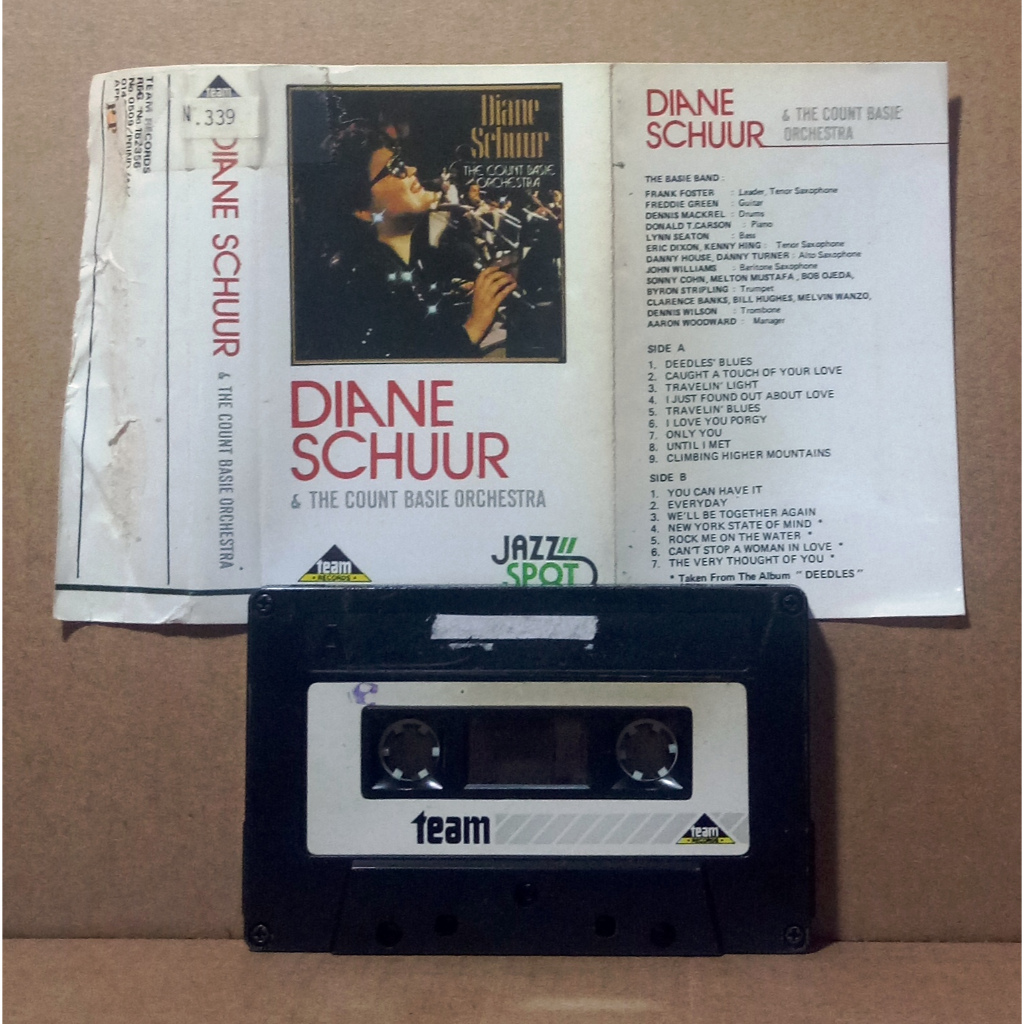 TEAM RECORDS
REG. No 182356
team
N .339
DIANE SCHUUR
& THE COUNT BASIE ORCHESTRA
Diane
Schuur
THE COUNT BASIE
ORCHESTRA
DIANE
SCHUUR
& THE COUNT BASIE ORCHESTRA
team
RECORDS
JAZZ
SPOT
DIANE
SCHUUR
& THE COUNT BASIE
ORCHESTRA
THE BASIE BAND :
FRANK FOSTER : Leader, Tenor Saxophone
FREDDIE GREEN : Guitar
DENNIS MACKREL : Drums
DONALD T.CARSON : Piano
LYNN SEATON : Bass
ERIC DIXON, KENNY HING : Tenor Saxophone
DANNY HOUSE, DANNY TURNER : Alto Saxophone
JOHN WILLIAMS : Baritone Saxophone
SONNY COHN, MELTON MUSTAFA, BOB OJEDA,
BYRON STRIPLING : Trumpet
CLARENCE BANKS, BILL HUGHES, MELVIN WANZO,
DENNIS WILSON : Trombone
AARON WOODWARD : Manager
SIDE A
1. DEEDLES' BLUES
2. CAUGHT A TOUCH OF YOUR LOVE
3. TRAVELIN' LIGHT
4. I JUST FOUND OUT ABOUT LOVE
5. TRAVELIN' BLUES
6. I LOVE YOU PORGY
7. ONLY YOU
8. UNTIL I MET
9. CLIMBING HIGHER MOUNTAINS
SIDE B
1. YOU CAN HAVE IT
2. EVERYDAY
3. WE'LL BE TOGETHER AGAIN
4. NEW YORK STATE OF MIND *
5. ROCK ME ON THE WATER *
6. CAN'T STOP A WOMAN IN LOVE *
7. THE VERY THOUGHT OF YOU *
* Taken From The Album " DEEDLES"
A
team
team
RECORDS